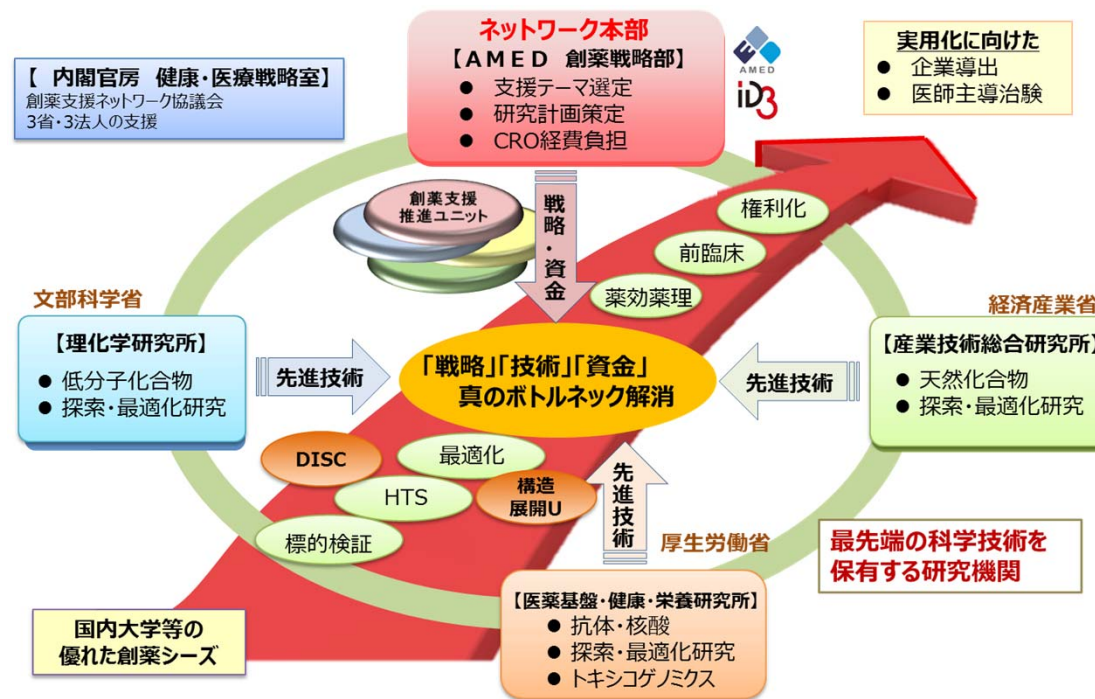 ネットワーク本部
【AMED 創薬戦略部】
● 支援テーマ選定
● 研究計画策定
● CRO経費負担
AMED
iD3
実用化に向けた
● 企業導出
● 医師主導治験
【 内閣官房 健康・医療戦略室】
創薬支援ネットワーク協議会
3省・3法人の支援
創薬支援
推進ユニット
戦略・資金
権利化
前臨床
薬効薬理
文部科学省
【理化学研究所】
● 低分子化合物
● 探索・最適化研究
先進技術
「戦略」「技術」「資金」
真のボトルネック解消
先進技術
経済産業省
【産業技術総合研究所】
● 天然化合物
● 探索・最適化研究
DISC
最適化
HTS
構造
展開U
標的検証
先進技術
厚生労働省
【医薬基盤・健康・栄養研究所】
● 抗体・核酸
● 探索・最適化研究
● トキシコゲノミクス
最先端の科学技術を
保有する研究機関
国内大学等の
優れた創薬シーズ